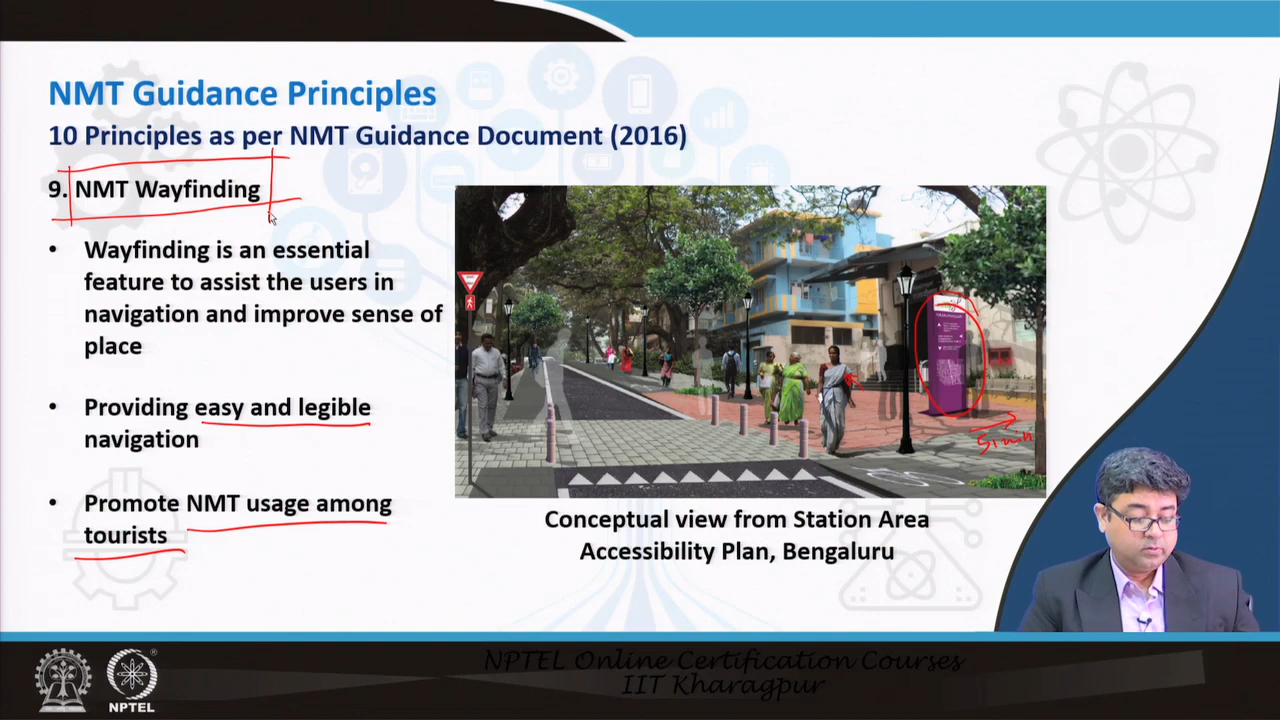 NMT Guidance Principles
10 Principles as per NMT Guidance Document (2016)
9. NMT Wayfinding
• Wayfinding is an essential
feature to assist the users in
navigation and improve sense of
place
• Providing easy and legible
navigation
• Promote NMT usage among
tourists
5 min
Conceptual view from Station Area
Accessibility Plan, Bengaluru
NPTEL Online Certification Courses
IIT Kharagpur
NPTEL